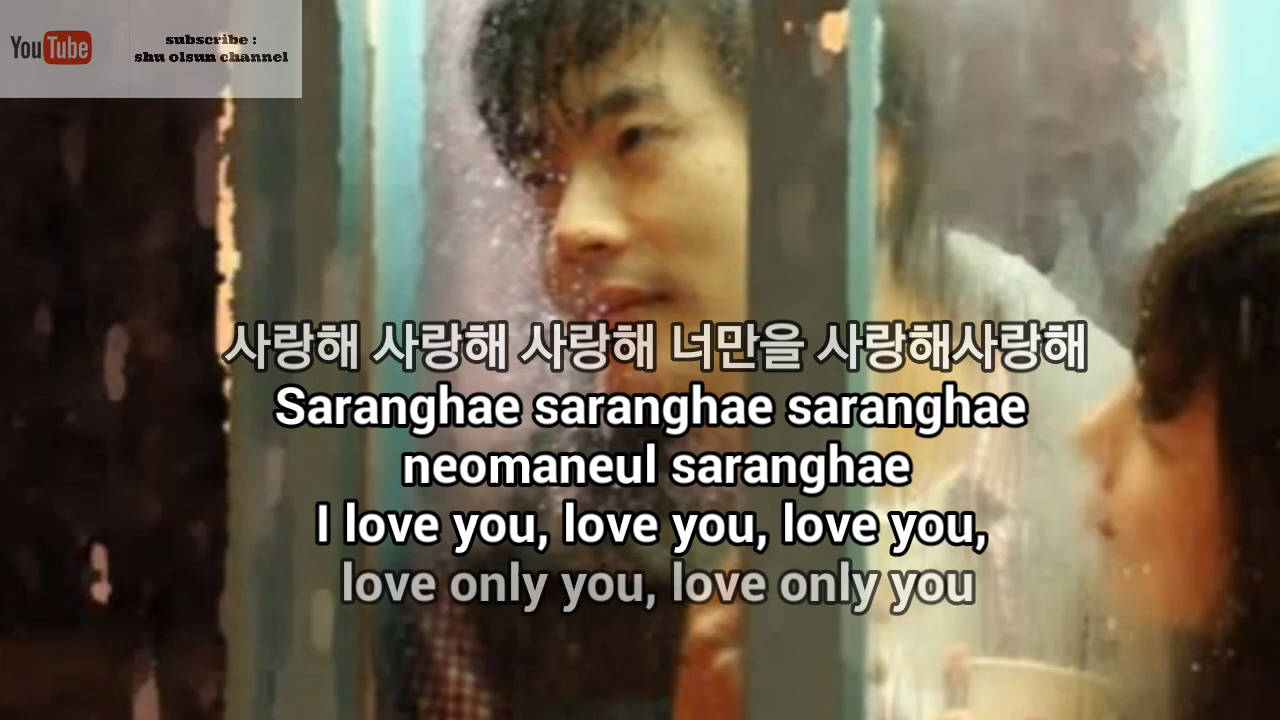 YouTube
subscribe :
shu olsun channel
사랑해 사랑해 사랑해 너만을 사랑해사랑해
Saranghae saranghae saranghae
neomaneul saranghae
I love you, love you, love you,
love only you, love only you